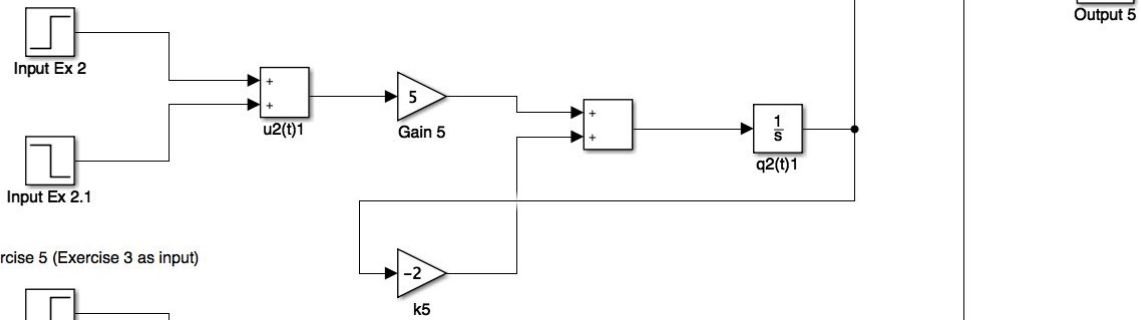 Output 5
Input Ex 2
+
+
u2(t)1
5
Gain 5
+
+
1
s
q2(t)1
Input Ex 2.1
rcise 5 (Exercise 3 as input)
-2
k5